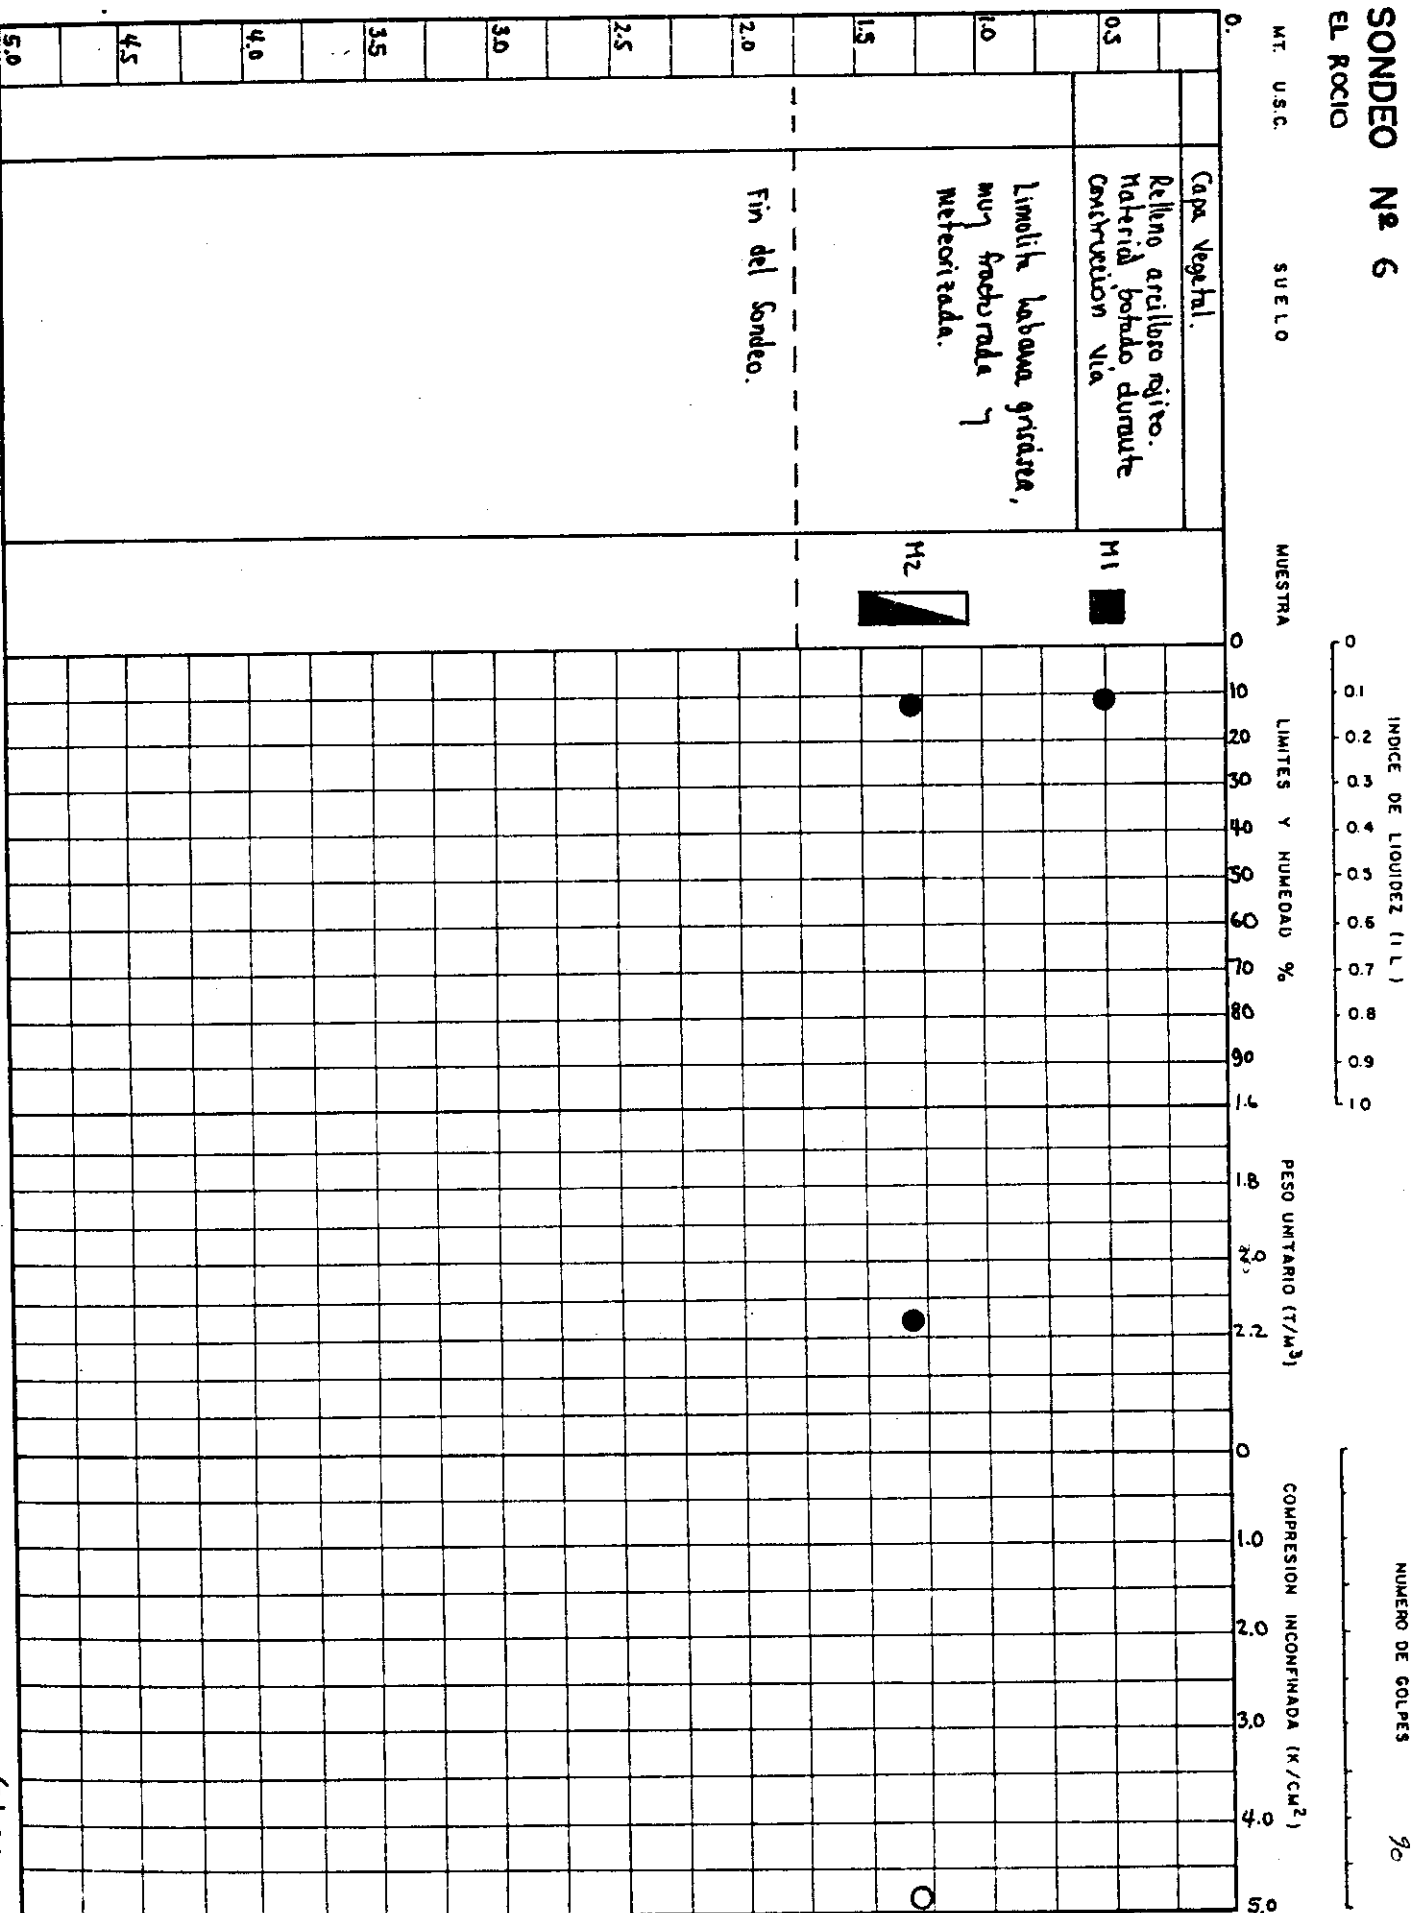 SONDEO Nº 6
EL ROCIO
INDICE DE LIQUIDEZ (IL)
0 0.1 0.2 0.3 0.4 0.5 0.6 0.7 0.8 0.9 10
NUMERO DE GOLPES
90
MT. U.S.C. SUELO MUESTRA LIMITES Y HUMEDAD % PESO UNITARIO (T/M³) COMPRESION INCONFINADA (K/CM²)
0 10 20 30 40 50 60 70 80 90 1.6 1.8 2.0 2.2 0 1.0 2.0 3.0 4.0 5.0
0.
Capa Vegetal.
Relleno arcilloso rojizo.
Material botado durante
construccion via
0.5
M1
1.0
Limolita habana grisásea,
muy fracturada y
meteorizada.
M2
1.5
2.0
Fin del Sondeo.
2.5
3.0
3.5
4.0
4.5
5.0